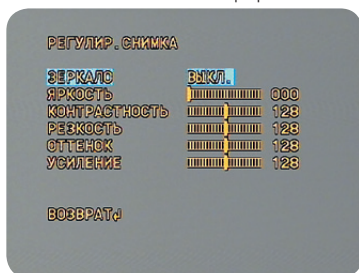 РЕГУЛИР. СНИМКА
ЗЕРКАЛО ВЫКЛ.
ЯРКОСТЬ 000
КОНТРАСТНОСТЬ 128
РЕЗКОСТЬ 128
ОТТЕНОК 128
УСИЛЕНИЕ 128
ВОЗВРАТ↵